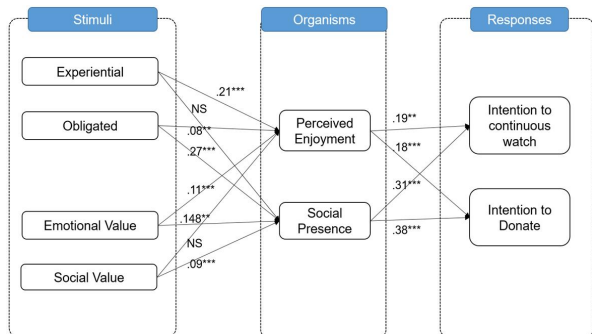 Stimuli
Organisms
Responses
Experiential
.21***
NS
Obligated
.08**
.27***
Perceived
Enjoyment
.19**
.18***
Intention to
continuous
watch
.11***
.31***
Emotional Value
.148**
Social
Presence
.38***
Intention to
Donate
NS
Social Value
.09***